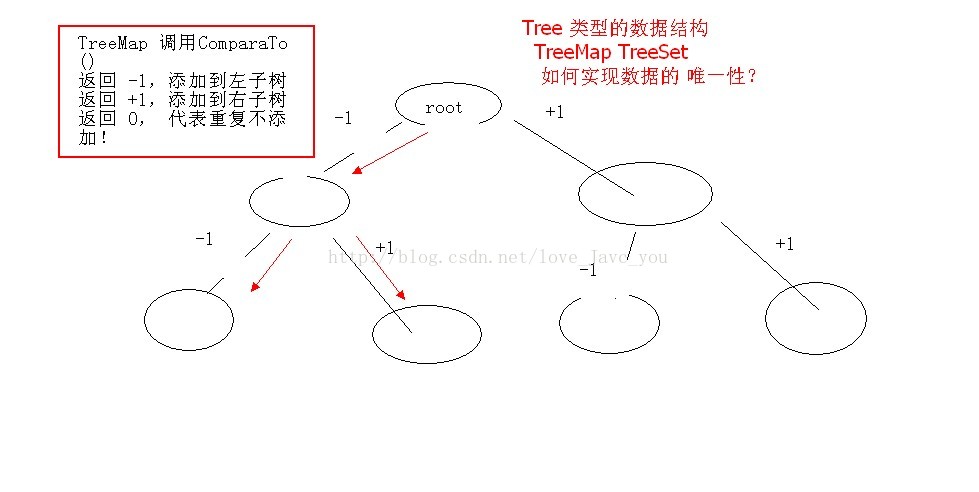 TreeMap 调用ComparaTo
()
返回 -1，添加到左子树
返回 +1，添加到右子树
返回 0， 代表重复不添
加！
Tree 类型的数据结构
TreeMap TreeSet
如何实现数据的 唯一性？
root
-1
+1
-1
+1
-1
+1
http://blog.csdn.net/love_Javc_you